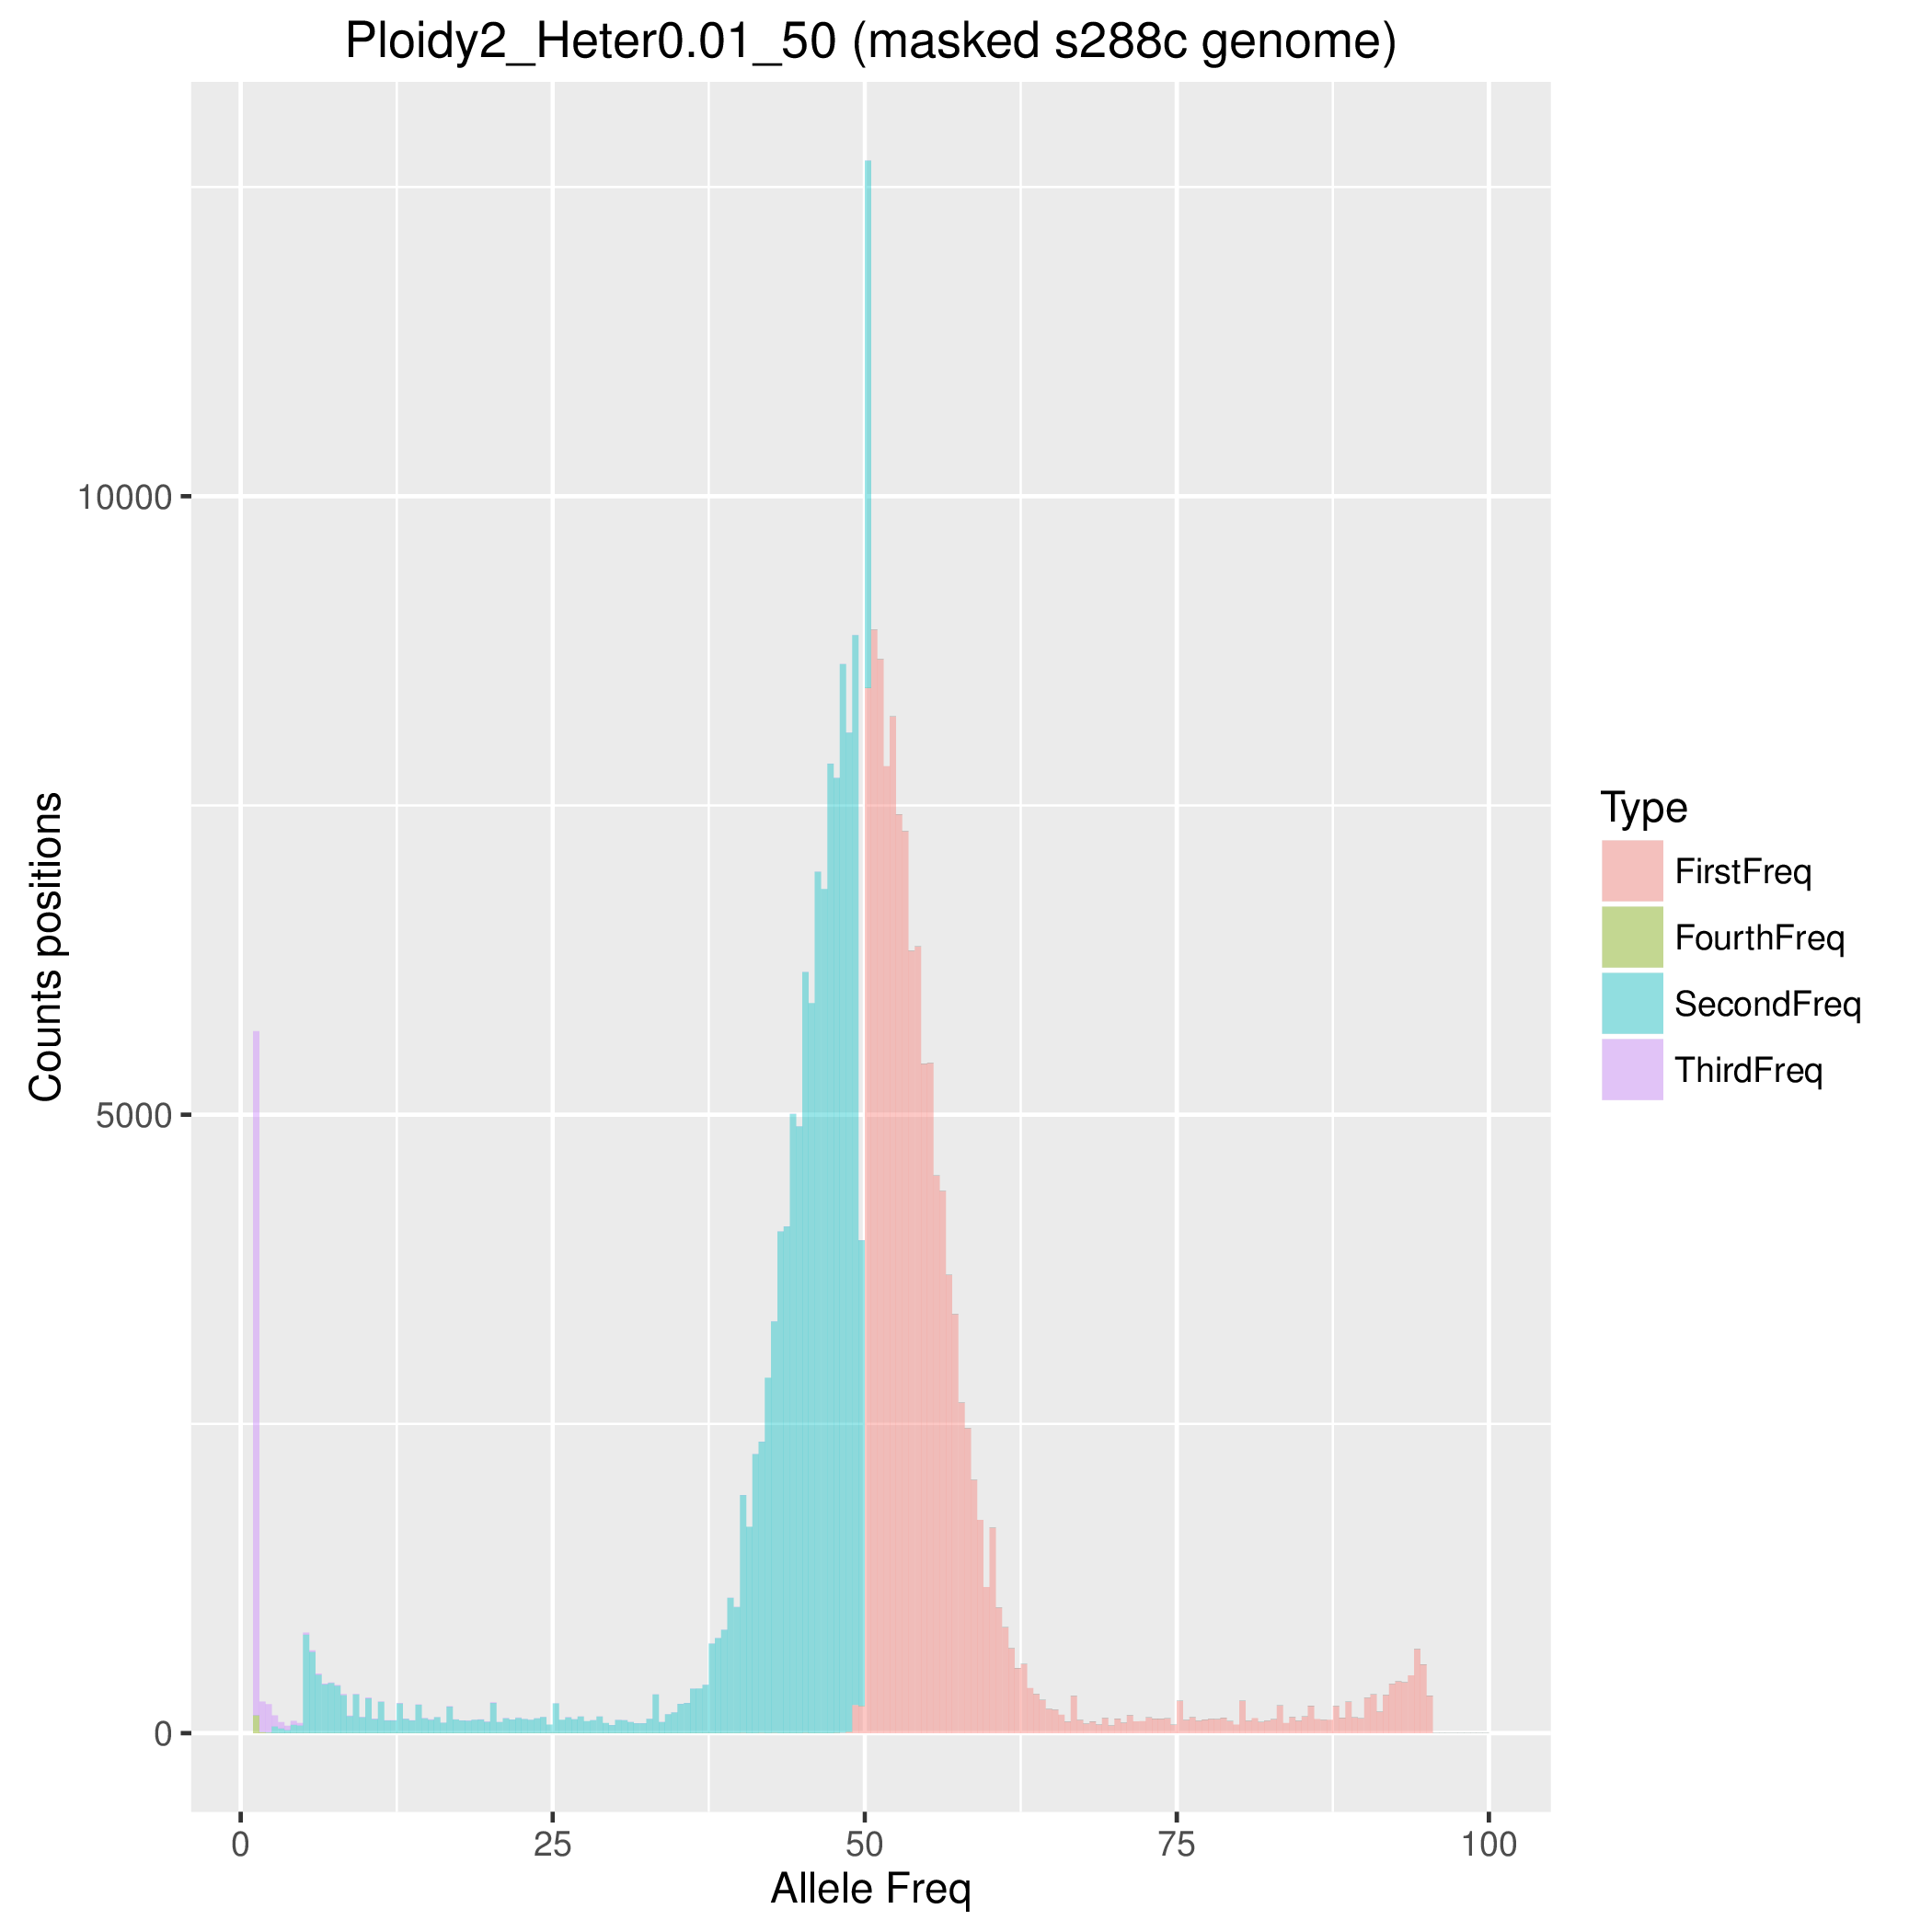 Ploidy2_Heter0.01_50 (masked s288c genome)
Counts positions
10000
5000
0
0
25
50
75
100
Allele Freq
Type
FirstFreq
FourthFreq
SecondFreq
ThirdFreq